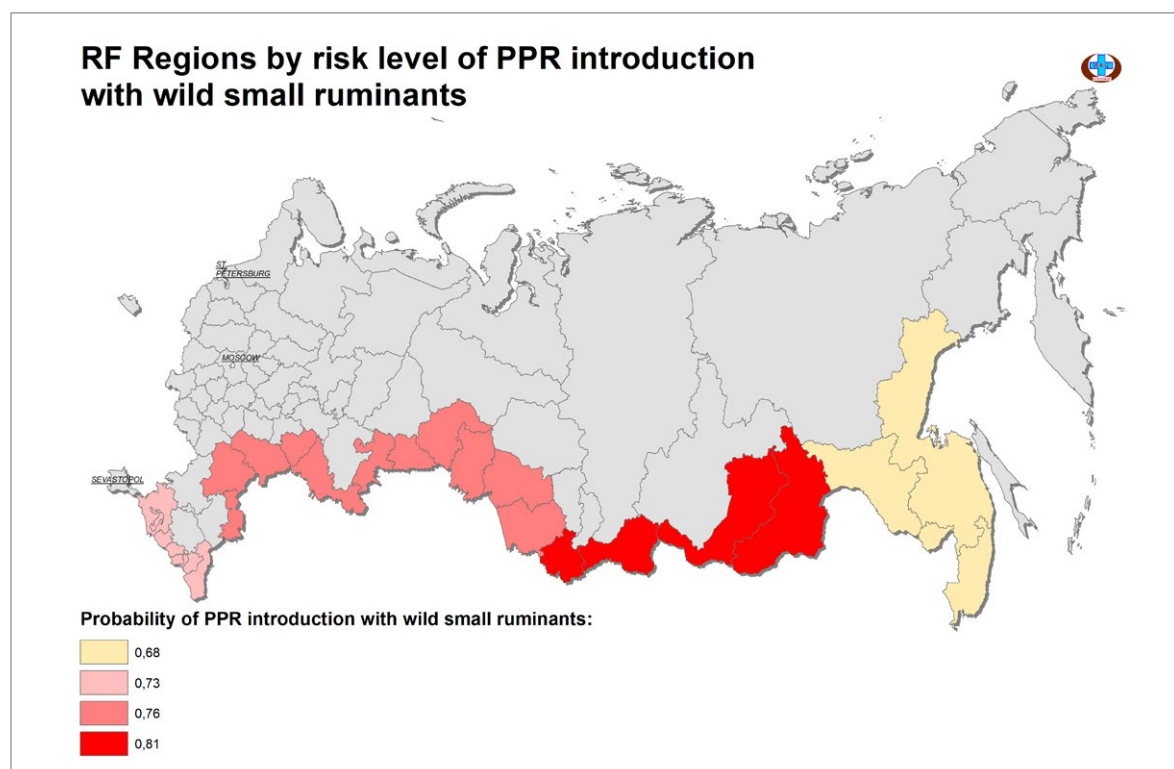 RF Regions by risk level of PPR introduction
with wild small ruminants
ST.
PETERSBURG
MOSCOW
SEVASTOPOL
Probability of PPR introduction with wild small ruminants:
0,68
0,73
0,76
0,81